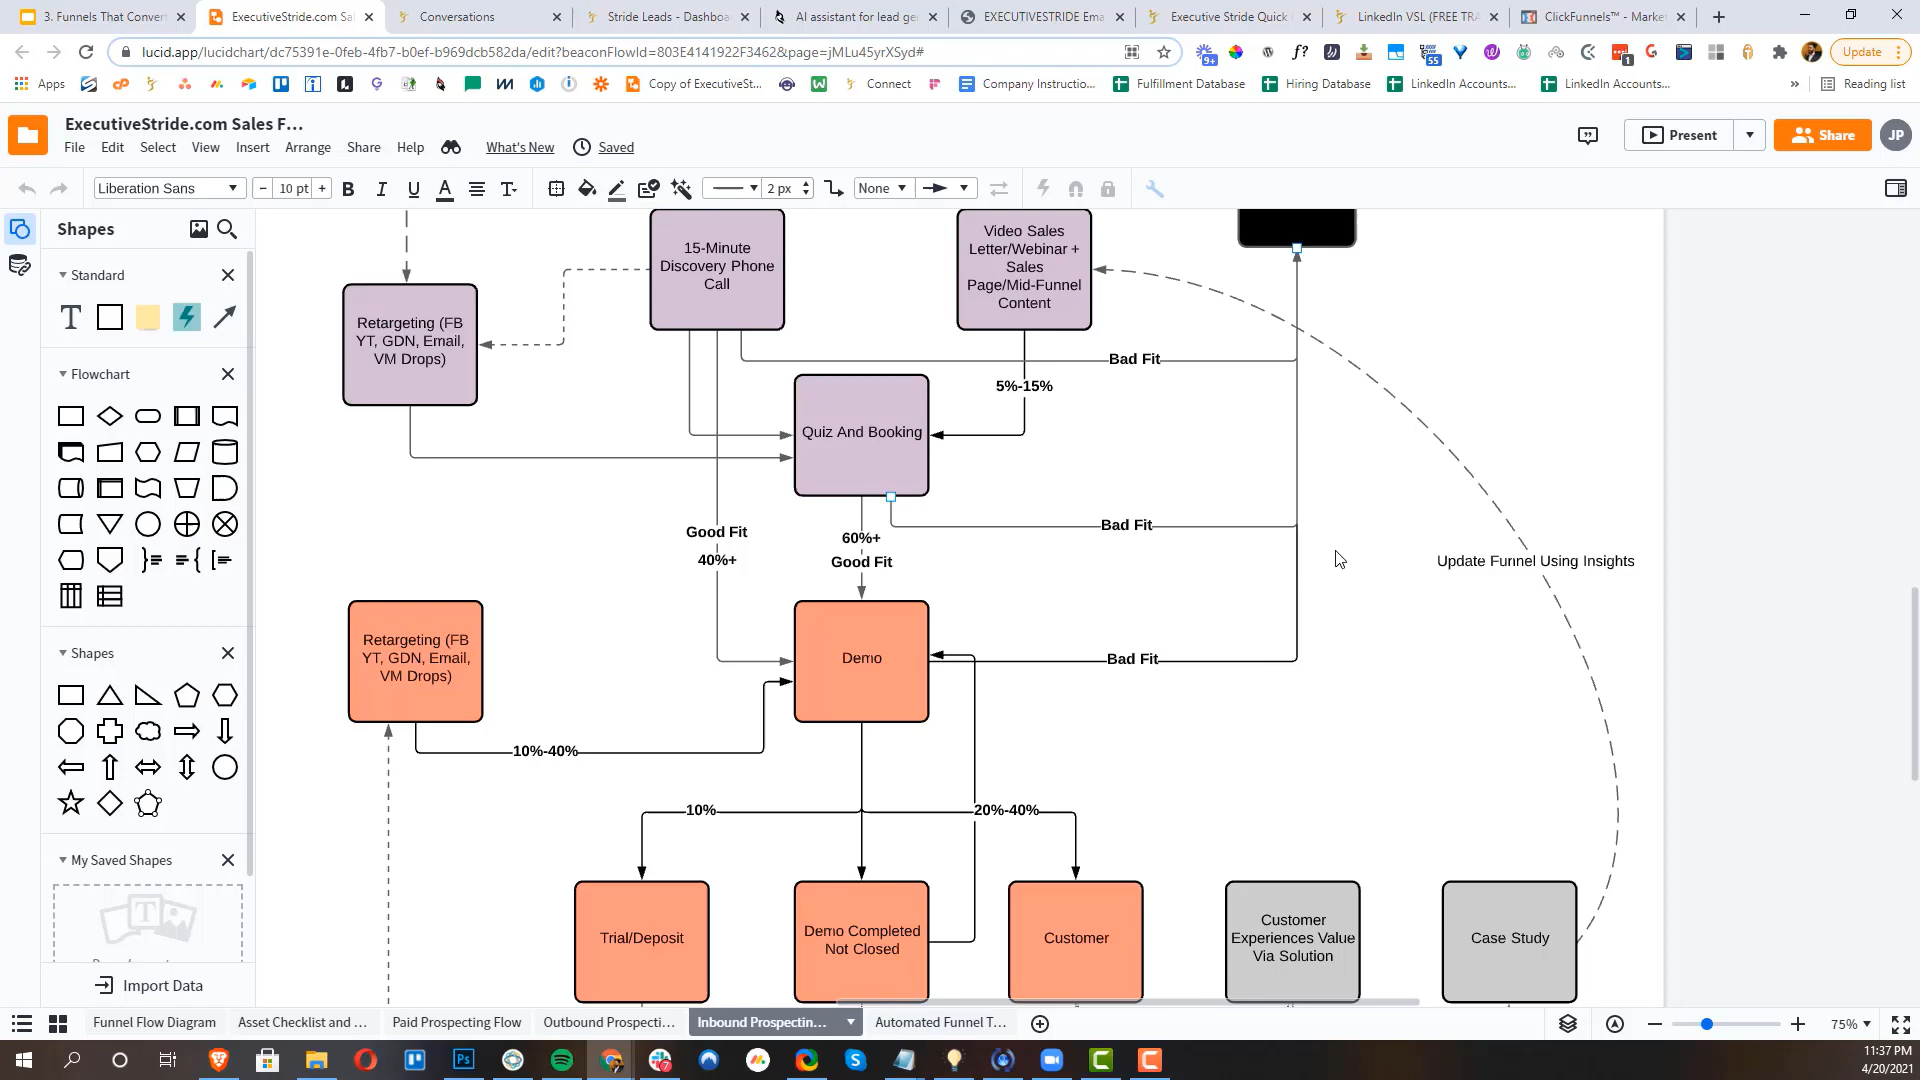 3. Funnels That Convert
ExecutiveStride.com Sal
Conversations
Stride Leads - Dashboa
AI assistant for lead ge
EXECUTIVESTRIDE Ema
Executive Stride Quick
LinkedIn VSL (FREE TRA
ClickFunnels™ - Marke
lucid.app/lucidchart/dc75391e-0feb-4fb7-b0ef-b969dcb582da/edit?beaconFlowId=803E4141922F3462&page=jMLu45yrXSyd#
9+
55
1
Update
Apps
Copy of ExecutiveSt...
Connect
Company Instructio...
Fulfillment Database
Hiring Database
LinkedIn Accounts...
LinkedIn Accounts...
Reading list
ExecutiveStride.com Sales F...
File
Edit
Select
View
Insert
Arrange
Share
Help
What's New
Saved
Present
Share
JP
Liberation Sans
10 pt
2 px
None
Shapes
Standard
Flowchart
Shapes
My Saved Shapes
Import Data
15-Minute
Discovery Phone
Call
Video Sales
Letter/Webinar +
Sales
Page/Mid-Funnel
Content
Retargeting (FB
YT, GDN, Email,
VM Drops)
Bad Fit
5%-15%
Quiz And Booking
Good Fit
40%+
60%+
Good Fit
Bad Fit
Update Funnel Using Insights
Retargeting (FB
YT, GDN, Email,
VM Drops)
Demo
Bad Fit
10%-40%
10%
20%-40%
Trial/Deposit
Demo Completed
Not Closed
Customer
Customer
Experiences Value
Via Solution
Case Study
Funnel Flow Diagram
Asset Checklist and ...
Paid Prospecting Flow
Outbound Prospecti...
Inbound Prospectin...
Automated Funnel T...
75%
11:37 PM
4/20/2021